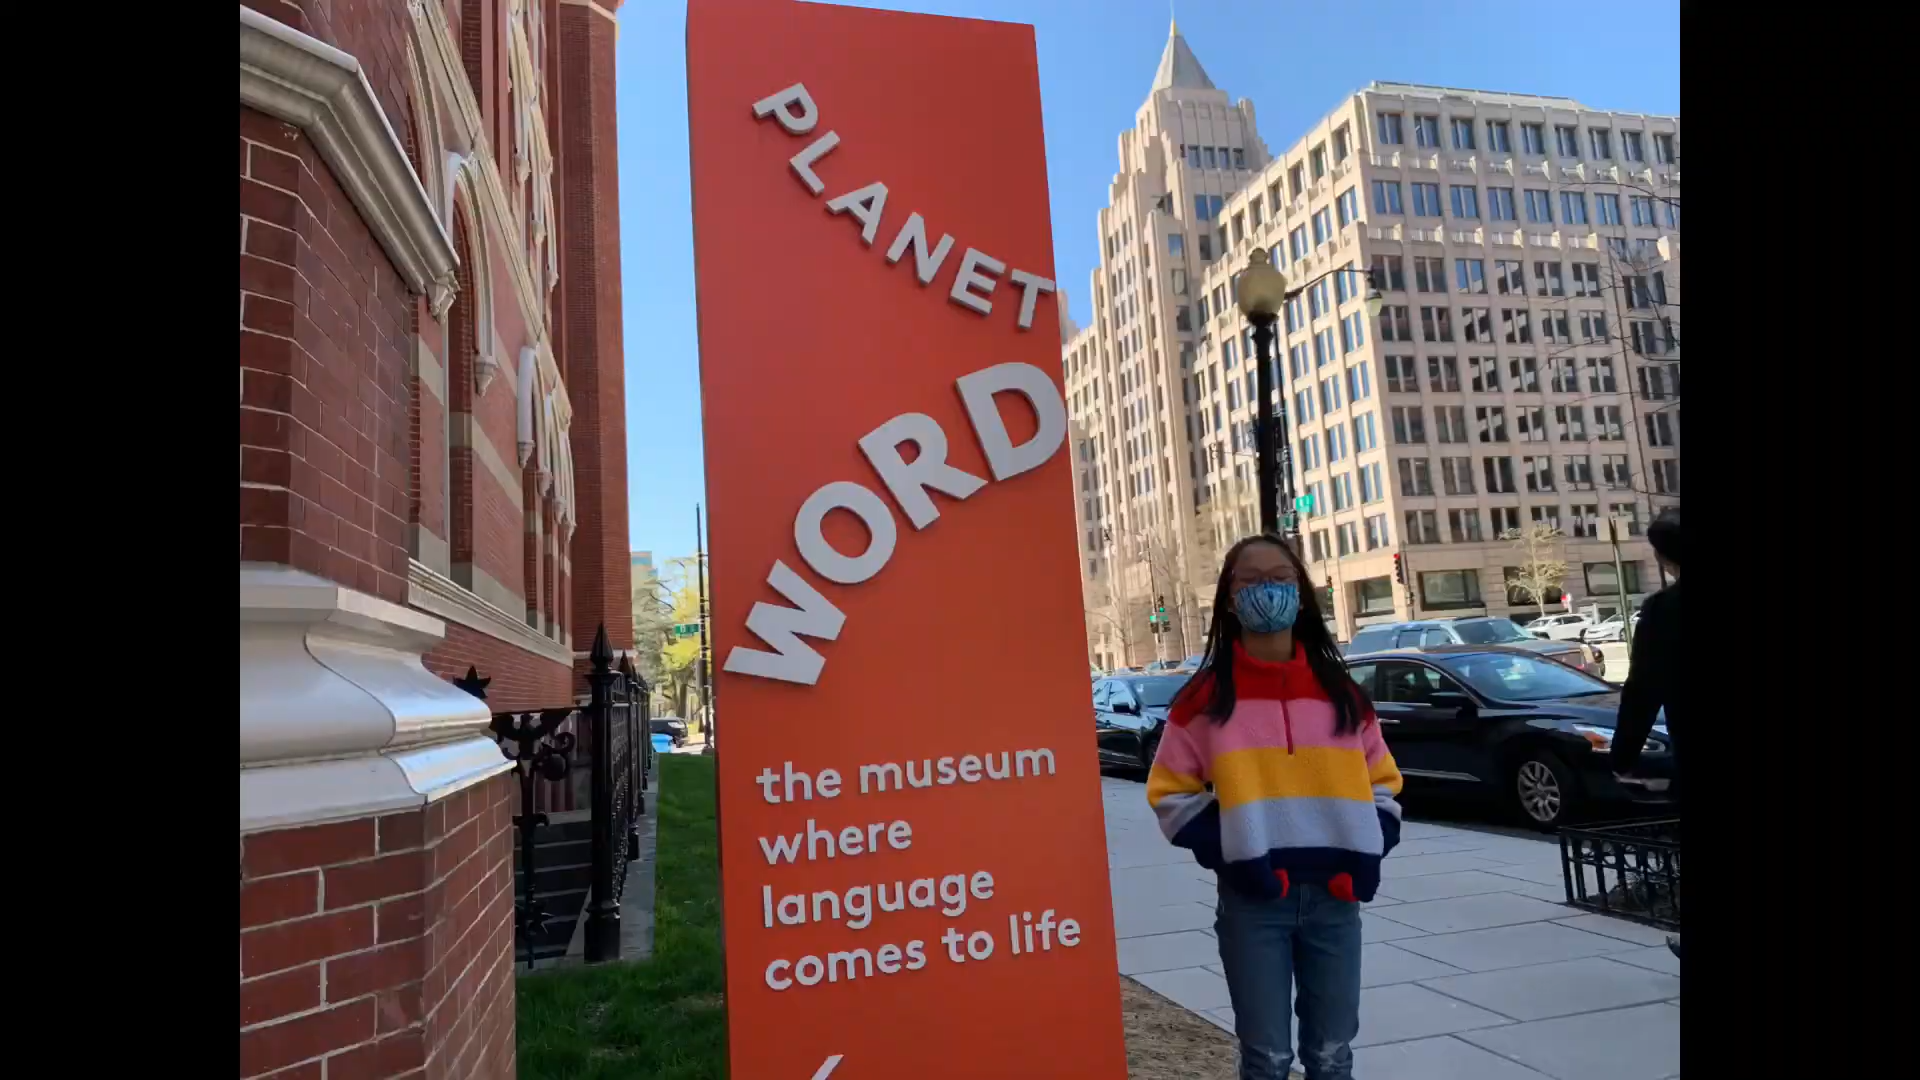 PLANET
WORD
the museum
where
language
comes to life